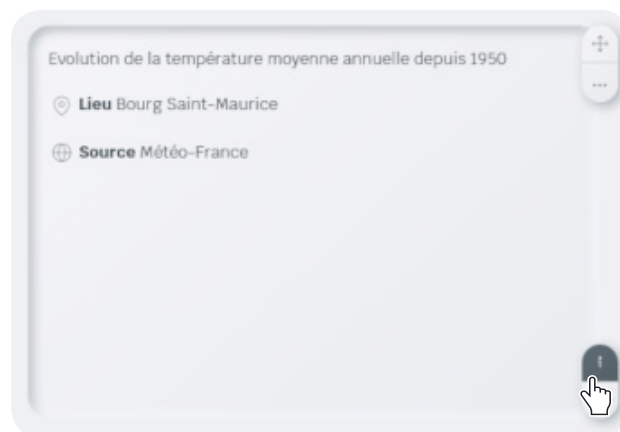 Evolution de la température moyenne annuelle depuis 1950
Lieu Bourg Saint-Maurice
Source Météo-France